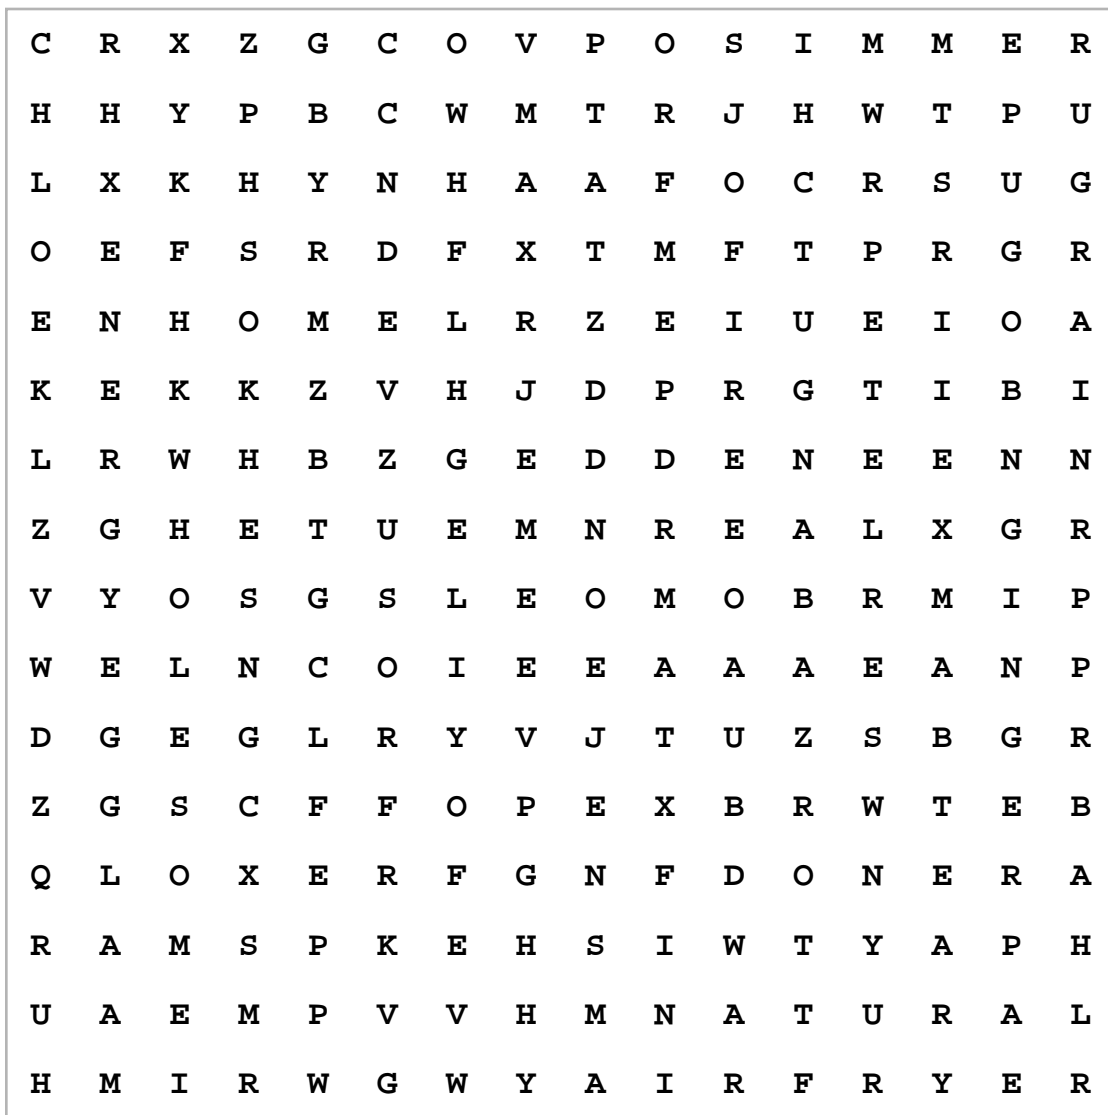 C R X Z G C O V P O S I M M E R
H H Y P B C W M T R J H W T P U
L X K H Y N H A A F O C R S U G
O E F S R D F X T M F T P R G R
E N H O M E L R Z E I U E I O A
K E K K Z V H J D P R G T I B I
L R W H B Z G E D D E N E E N N
Z G H E T U E M N R E A L X G R
V Y O S G S L E O M O B R M I P
W E L N C O I E E A A A E A N P
D G E G L R Y V J T U Z S B G R
Z G S C F F O P E X B R W T E B
Q L O X E R F G N F D O N E R A
R A M S P K E H S I W T Y A P H
U A E M P V V H M N A T U R A L
H M I R W G W Y A I R F R Y E R